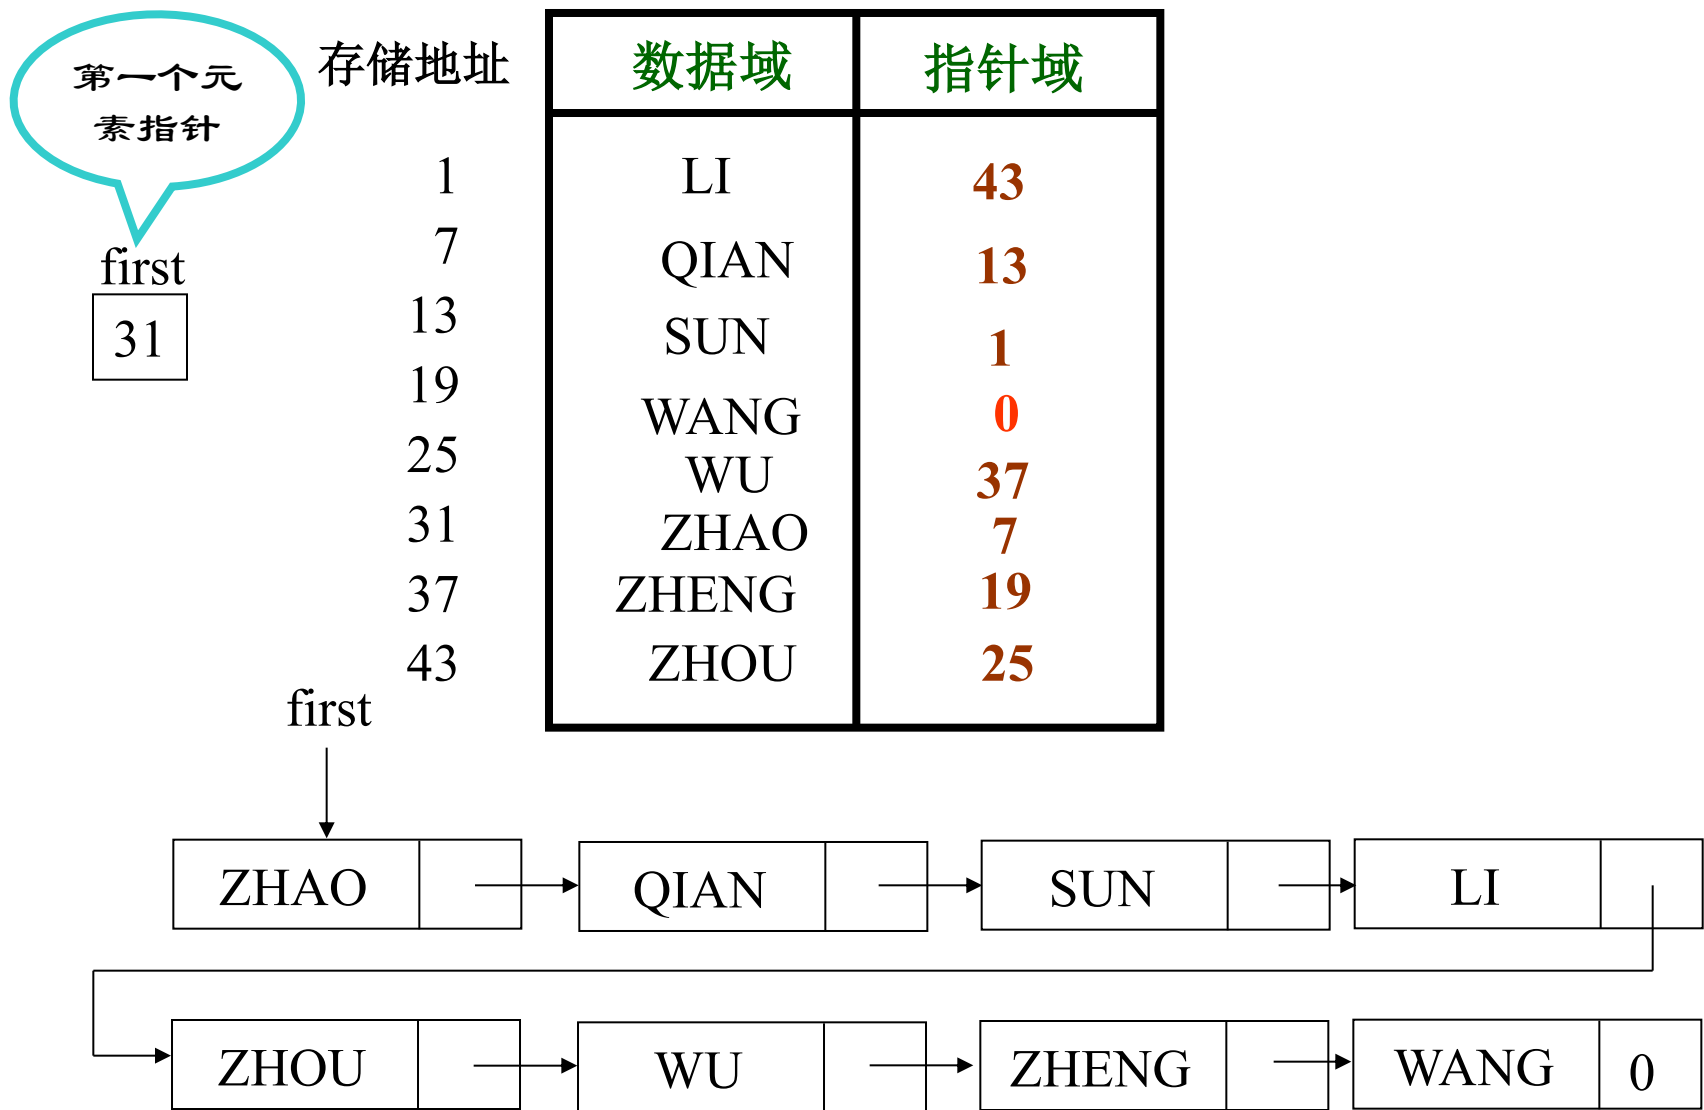 第一个元
素指针
存储地址 数据域 指针域
1 LI 43
7 QIAN 13
first
13 SUN 1
31
19 WANG 0
25 WU 37
31 ZHAO 7
37 ZHENG 19
43 ZHOU 25
first
ZHAO QIAN SUN LI
ZHOU WU ZHENG WANG 0